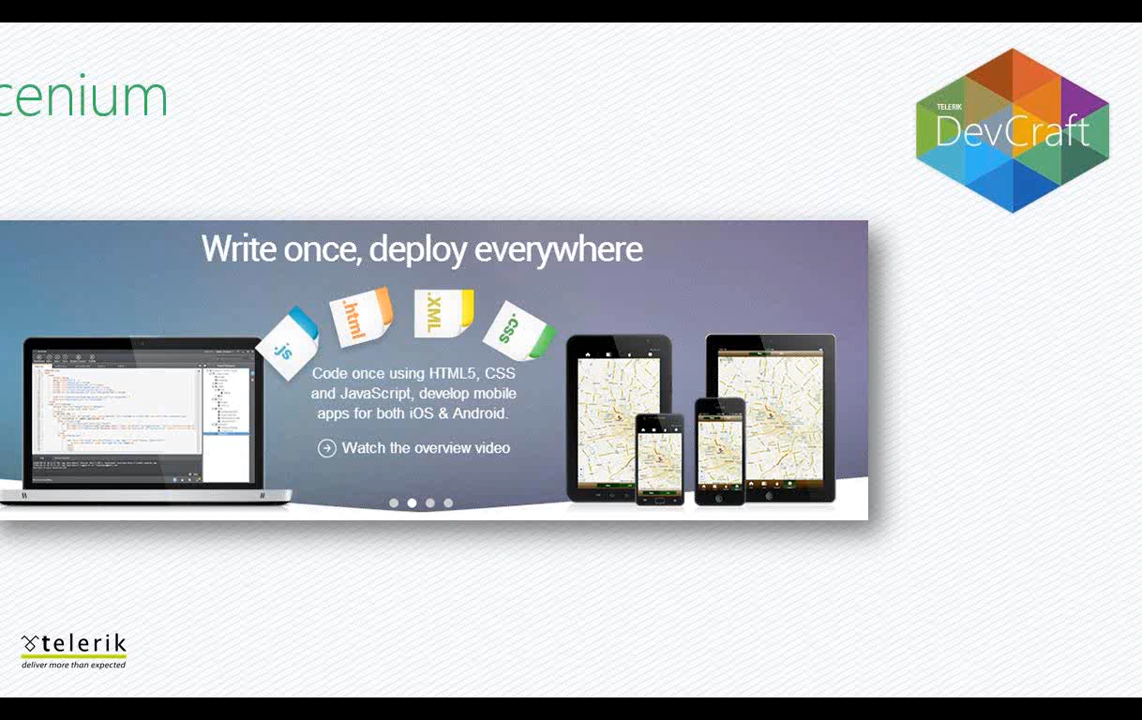 cenium
TELERIK
DevCraft
Write once, deploy everywhere
.js
.html
.XML
.css
Code once using HTML5, CSS
and JavaScript, develop mobile
apps for both iOS & Android.
Watch the overview video
telerik
deliver more than expected